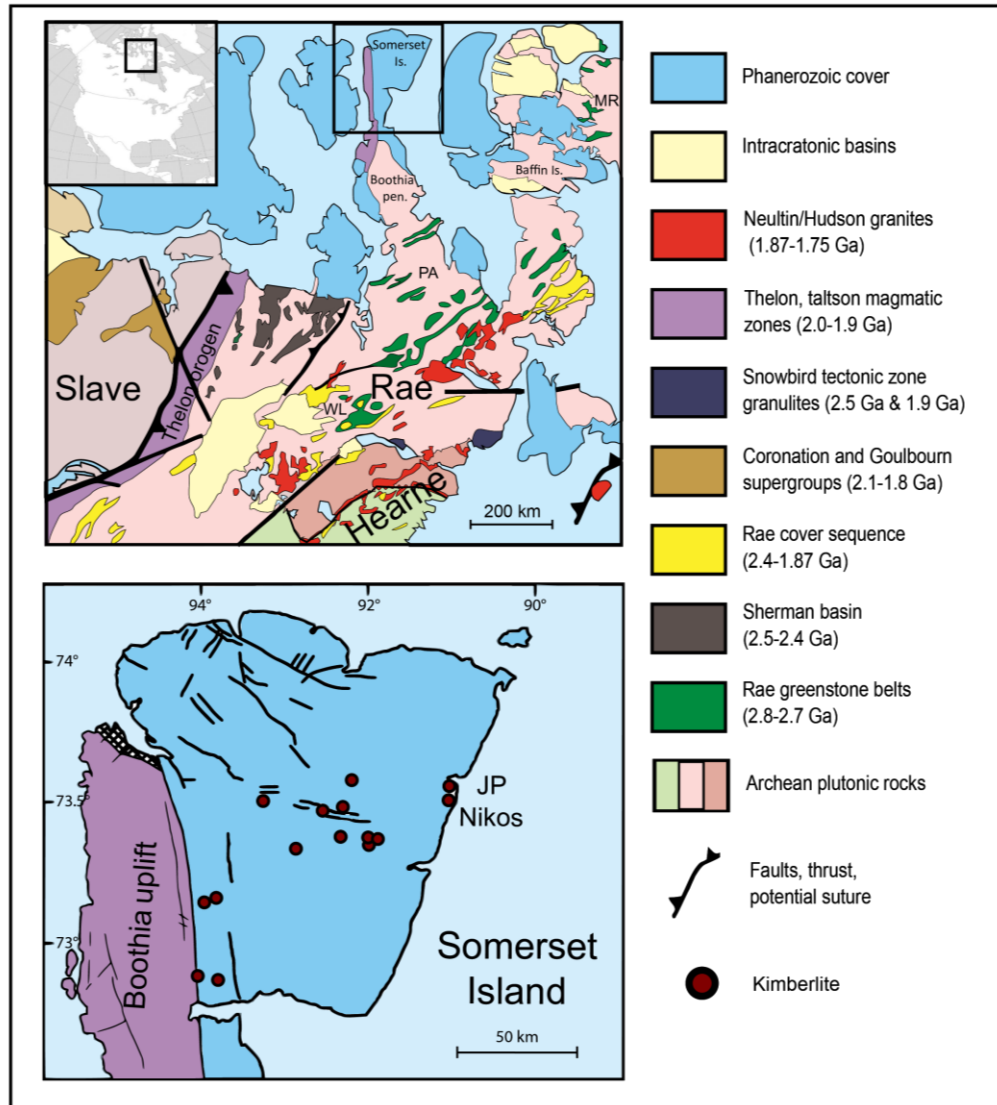 Somerset
Is.
MR
Baffin Is.
Boothia
pen.
PA
Slave
Thelon orogen
Rae
WL
Hearne
200 km
94°
92°
90°
74°
73.5°
73°
JP
Nikos
Boothia uplift
Somerset
Island
50 km
Phanerozoic cover
Intracratonic basins
Neultin/Hudson granites
(1.87-1.75 Ga)
Thelon, taltson magmatic
zones (2.0-1.9 Ga)
Snowbird tectonic zone
granulites (2.5 Ga & 1.9 Ga)
Coronation and Goulbourn
supergroups (2.1-1.8 Ga)
Rae cover sequence
(2.4-1.87 Ga)
Sherman basin
(2.5-2.4 Ga)
Rae greenstone belts
(2.8-2.7 Ga)
Archean plutonic rocks
Faults, thrust,
potential suture
Kimberlite